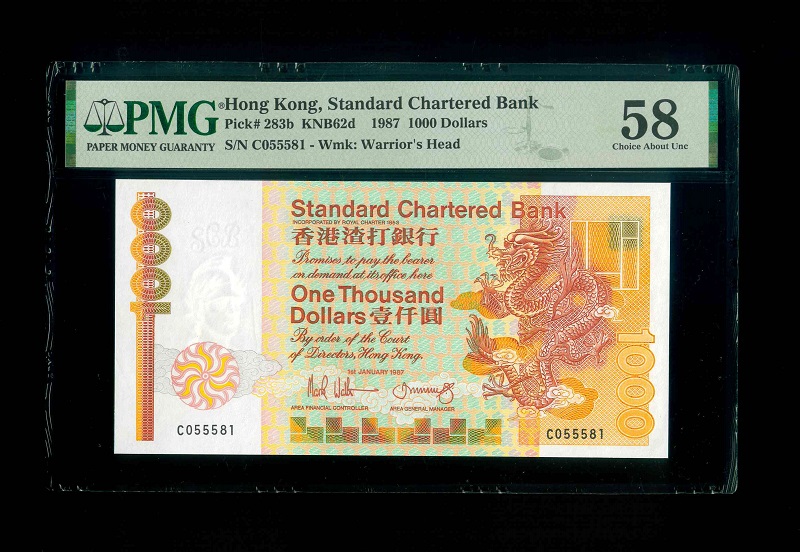 PMG®
PAPER MONEY GUARANTY
Hong Kong, Standard Chartered Bank
Pick# 283b KNB62d 1987 1000 Dollars
S/N C055581 - Wmk: Warrior's Head
58
Choice About Unc
1000
Standard Chartered Bank
INCORPORATED BY ROYAL CHARTER 1853
香港渣打銀行
Promises to pay the bearer
on demand at its office here
One Thousand
Dollars 壹仟圓
By order of the Court
of Directors, Hong Kong.
1st JANUARY 1987
AREA FINANCIAL CONTROLLER AREA GENERAL MANAGER
1000
C055581
C055581